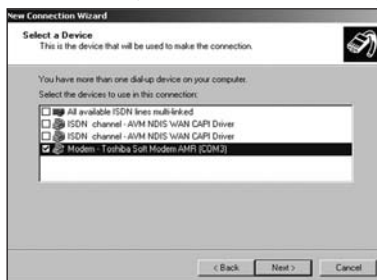 New Connection Wizard
Select a Device
This is the device that will be used to make the connection.
You have more than one dial-up device on your computer.
Select the devices to use in this connection:
All available ISDN lines multi-linked
ISDN channel - AVM NDIS WAN CAPI Driver
ISDN channel - AVM NDIS WAN CAPI Driver
Modem - Toshiba Soft Modem AMR (COM3)
< Back Next > Cancel